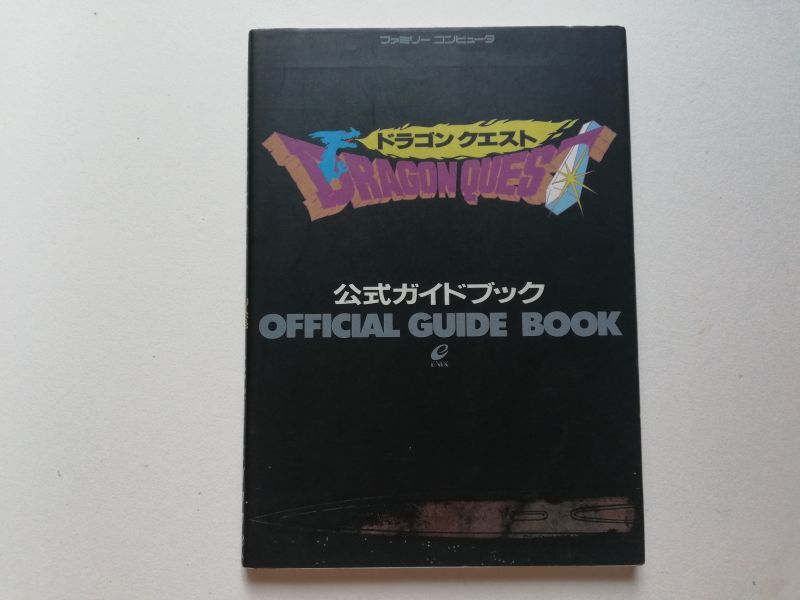 ファミリー コンピュータ
ドラゴン クエスト
DRAGON QUEST
公式ガイドブック
OFFICIAL GUIDE BOOK
e
ENIX